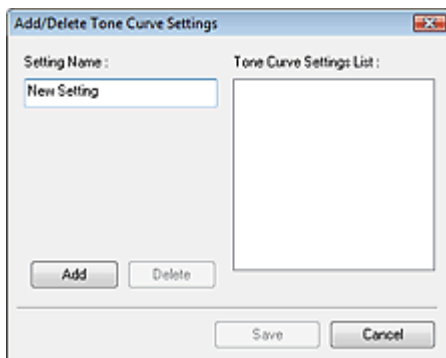 Add/Delete Tone Curve Settings
Setting Name :
Tone Curve Settings List :
New Setting
Add
Delete
Save
Cancel